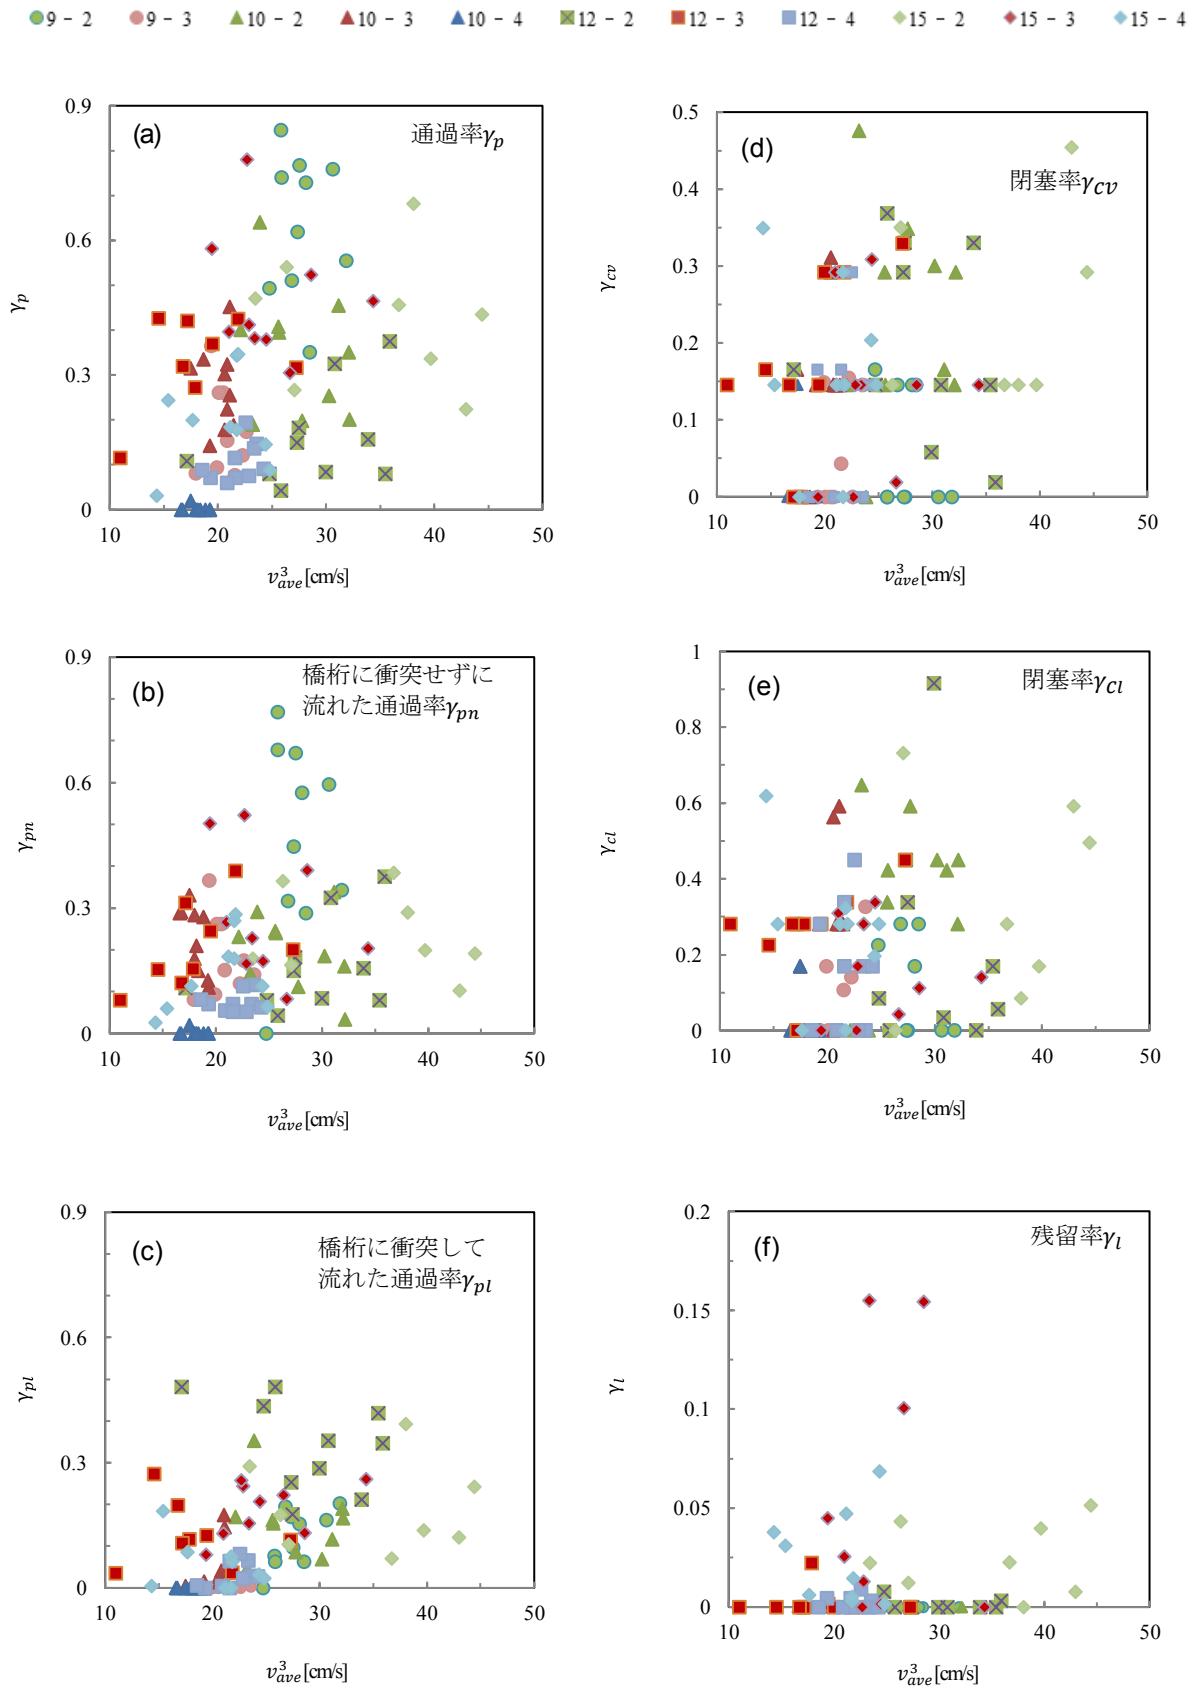 9 − 2 9 − 3 10 − 2 10 − 3 10 − 4 12 − 2 12 − 3 12 − 4 15 − 2 15 − 3 15 − 4
(a)
通過率γp
0.9
0.6
0.3
0
γp
10 20 30 40 50
v³ave[cm/s]
(d)
閉塞率γCV
0.5
0.4
0.3
0.2
0.1
0
γcv
10 20 30 40 50
v³ave[cm/s]
(b)
橋桁に衝突せずに
流れた通過率γpn
0.9
0.6
0.3
0
γpn
10 20 30 40 50
v³ave[cm/s]
(e)
閉塞率γCl
1
0.8
0.6
0.4
0.2
0
γcl
10 20 30 40 50
v³ave[cm/s]
(c)
橋桁に衝突して
流れた通過率γpl
0.9
0.6
0.3
0
γpl
10 20 30 40 50
v³ave[cm/s]
(f)
残留率γl
0.2
0.15
0.1
0.05
0
γl
10 20 30 40 50
v³ave[cm/s]